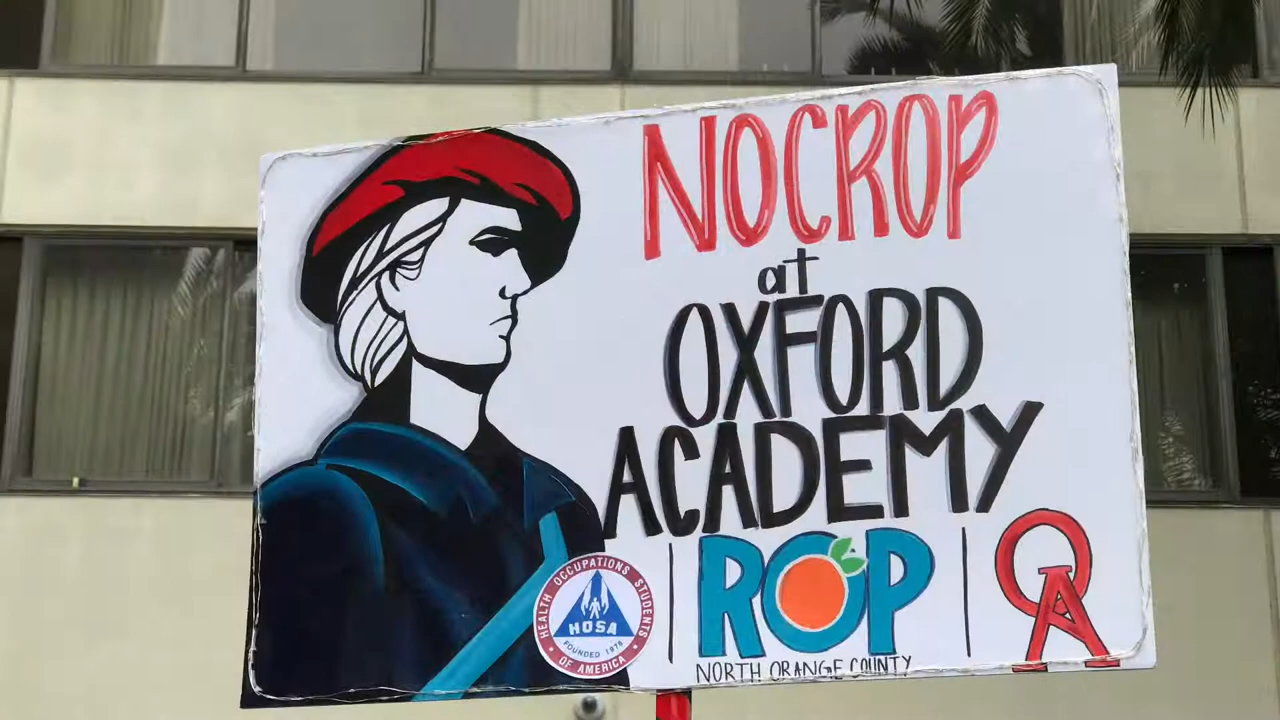 NOCROP
at
OXFORD
ACADEMY
HEALTH OCCUPATIONS STUDENTS
OF AMERICA
HOSA
FOUNDED 1976
ROP
NORTH ORANGE COUNTY
OA